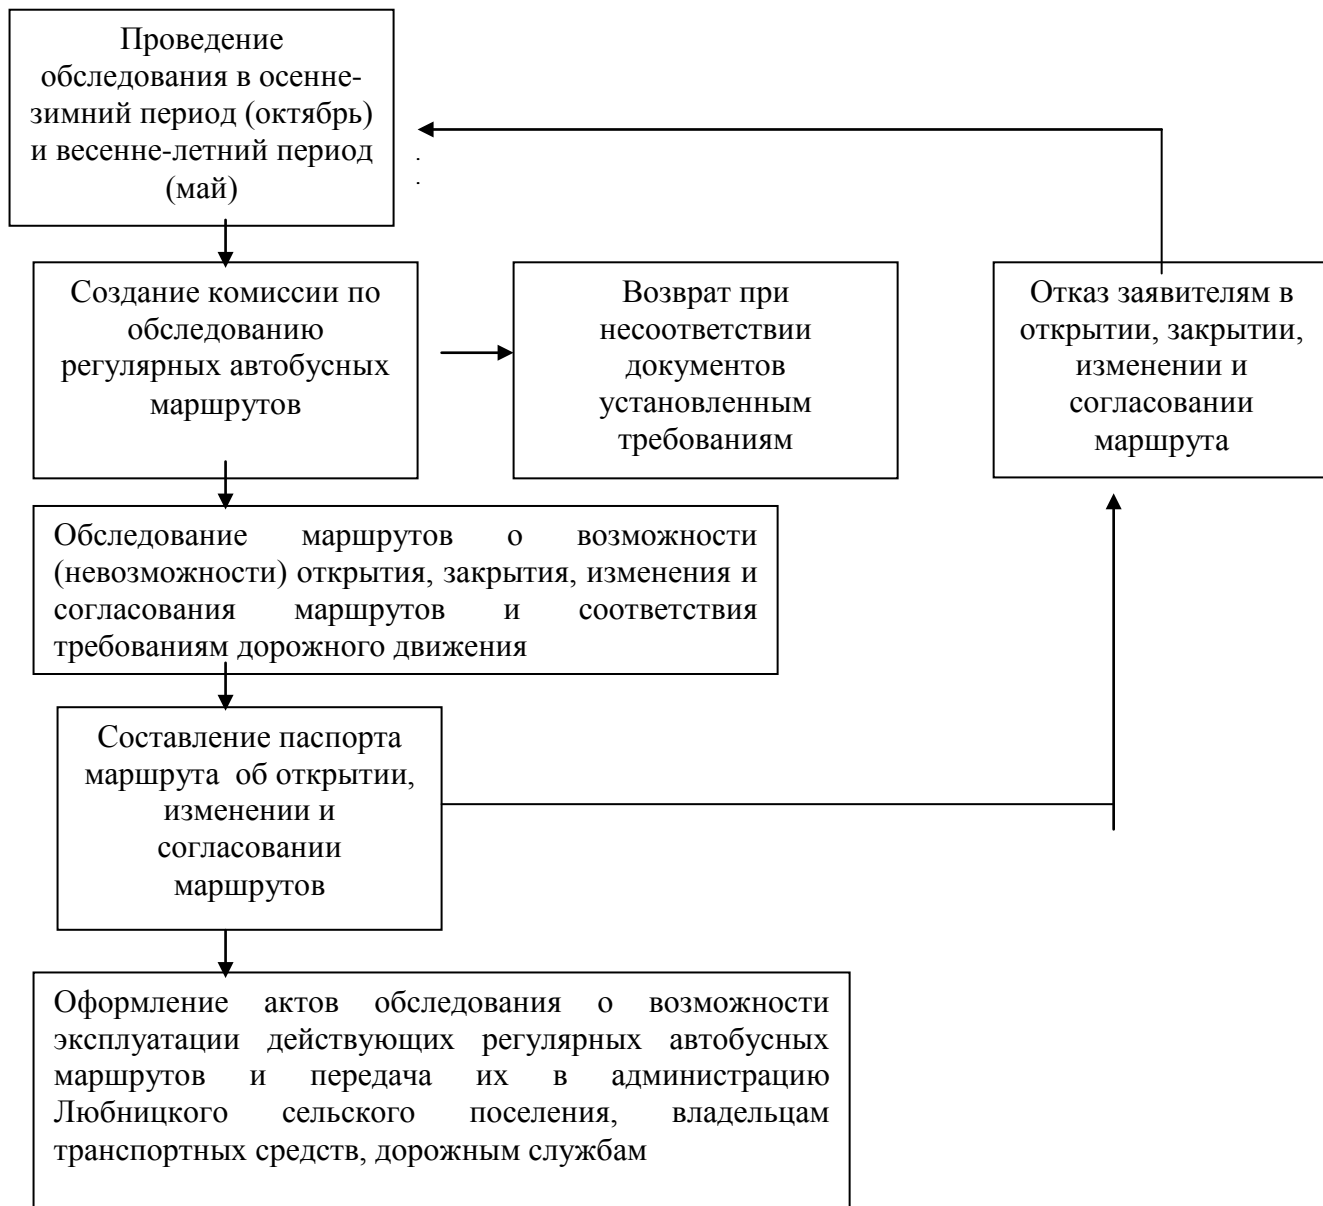 Проведение
обследования в осенне-
зимний период (октябрь)
и весенне-летний период
(май)
Создание комиссии по
обследованию
регулярных автобусных
маршрутов
Возврат при
несоответствии
документов
установленным
требованиям
Отказ заявителям в
открытии, закрытии,
изменении и
согласовании
маршрута
Обследование маршрутов о возможности
(невозможности) открытия, закрытия, изменения и
согласования маршрутов и соответствия
требованиям дорожного движения
Составление паспорта
маршрута об открытии,
изменении и
согласовании
маршрутов
Оформление актов обследования о возможности
эксплуатации действующих регулярных автобусных
маршрутов и передача их в администрацию
Любницкого сельского поселения, владельцам
транспортных средств, дорожным службам